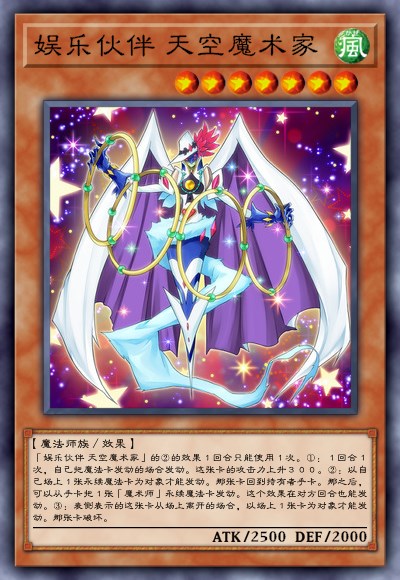 娱乐伙伴 天空魔术家
風
【魔法师族／效果】
「娱乐伙伴 天空魔术家」的②的效果1回合只能使用1次。①：1回合1
次，自己把魔法卡发动的场合发动。这张卡的攻击力上升300。②：以自
己场上1张永续魔法卡为对象才能发动。那张卡回到持有者手卡。那之后，
可以从手卡把1张「魔术师」永续魔法卡发动。这个效果在对方回合也能发
动。③：表侧表示的这张卡从场上离开的场合，以场上1张卡为对象才能发
动。那张卡破坏。
ATK/2500 DEF/2000